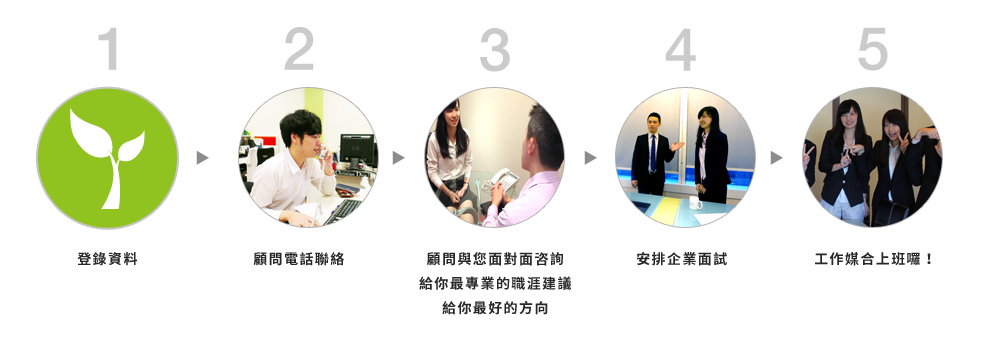 1
2
3
4
5
登錄資料
顧問電話聯絡
顧問與您面對面咨詢
給你最專業的職涯建議
給你最好的方向
安排企業面試
工作媒合上班囉！